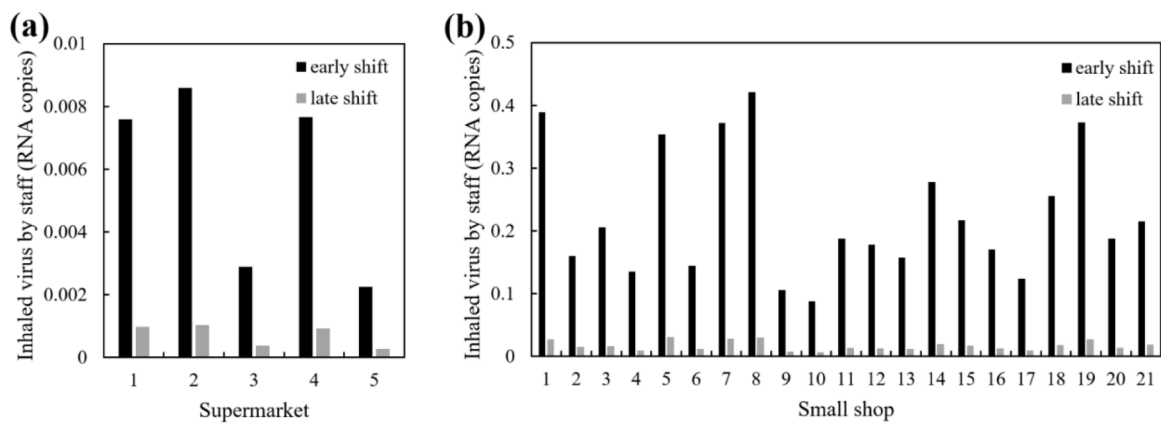 (a)
Inhaled virus by staff (RNA copies)
0.01
0.008
0.006
0.004
0.002
0
early shift
late shift
1 2 3 4 5
Supermarket
(b)
Inhaled virus by staff (RNA copies)
0.5
0.4
0.3
0.2
0.1
0
early shift
late shift
1 2 3 4 5 6 7 8 9 10 11 12 13 14 15 16 17 18 19 20 21
Small shop